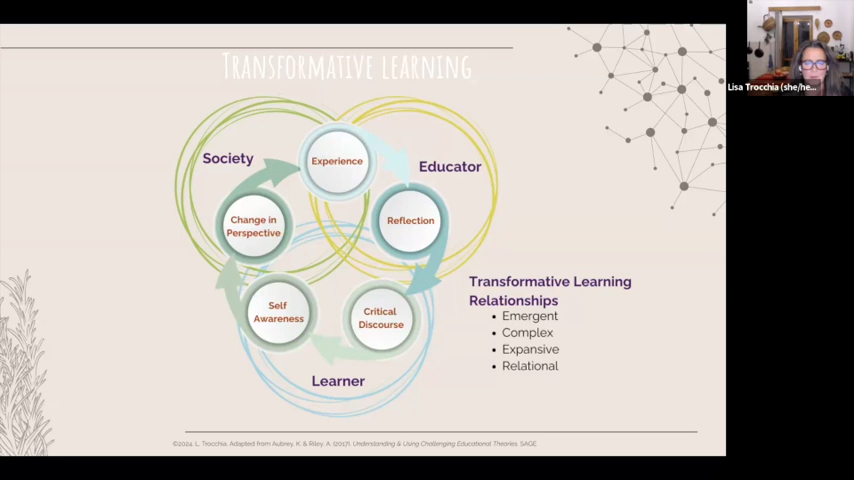 Transformative learning
Society
Experience
Educator
Change in
Perspective
Reflection
Self
Awareness
Critical
Discourse
Learner
Transformative Learning
Relationships
• Emergent
• Complex
• Expansive
• Relational
©2024. L. Trocchia; Adapted from Aubrey. K. & Riley. A. (2017). Understanding & Using Challenging Educational Theories. SAGE
Lisa Trocchia (she/he...